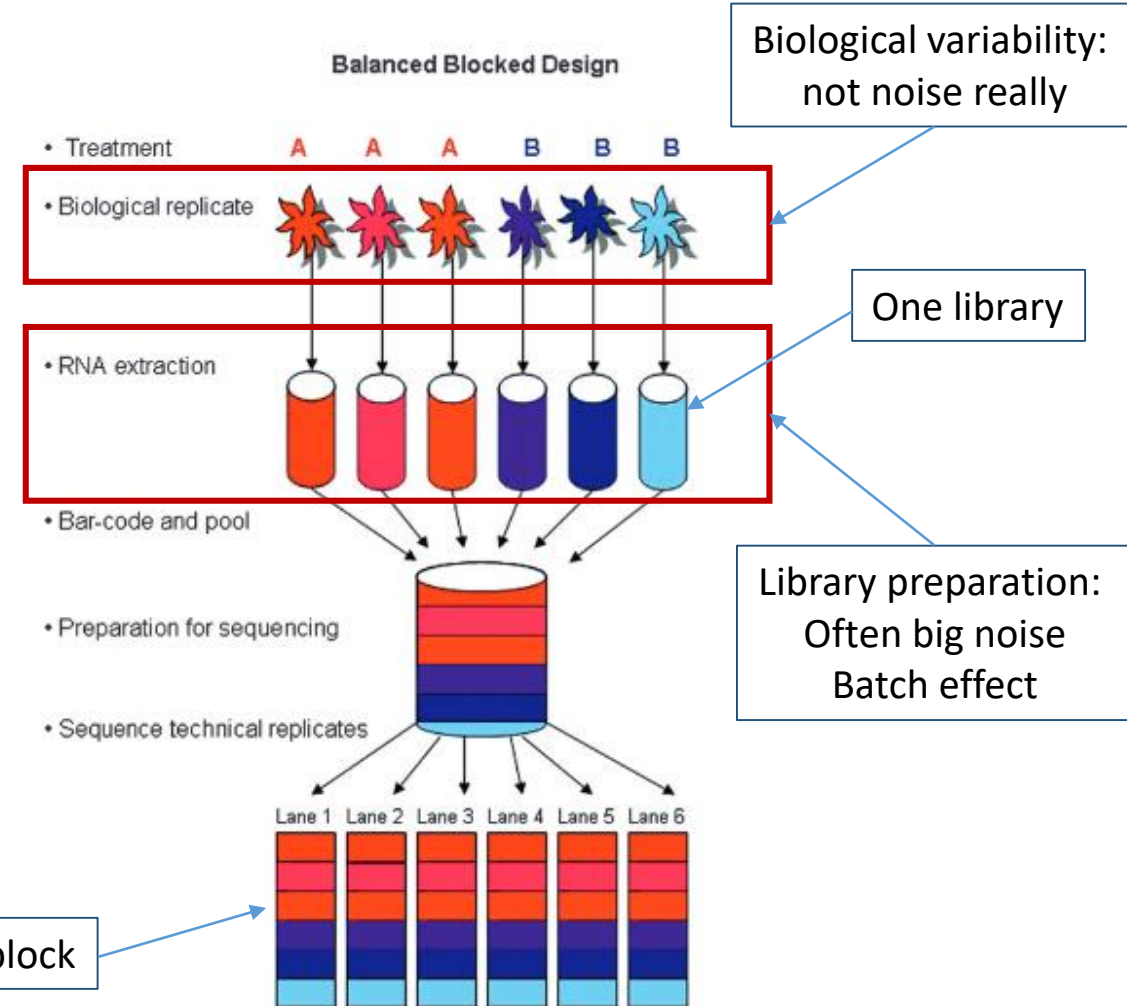 Biological variability:
not noise really
Balanced Blocked Design
• Treatment A A A B B B
• Biological replicate
One library
• RNA extraction
• Bar-code and pool
Library preparation:
Often big noise
Batch effect
• Preparation for sequencing
• Sequence technical replicates
Lane 1 Lane 2 Lane 3 Lane 4 Lane 5 Lane 6
block